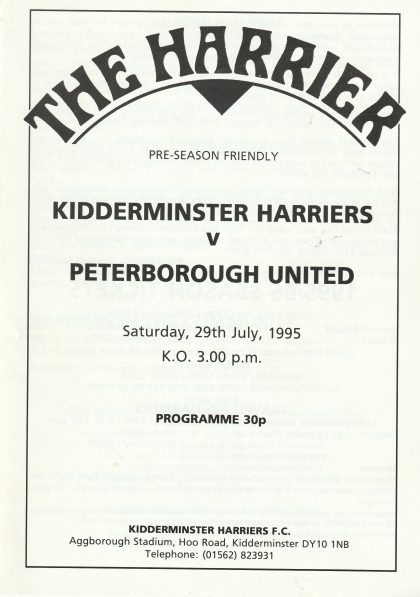 THE HARRIER
PRE-SEASON FRIENDLY
KIDDERMINSTER HARRIERS
v
PETERBOROUGH UNITED
Saturday, 29th July, 1995
K.O. 3.00 p.m.
PROGRAMME 30p
KIDDERMINSTER HARRIERS F.C.
Aggborough Stadium, Hoo Road, Kidderminster DY10 1NB
Telephone: (01562) 823931